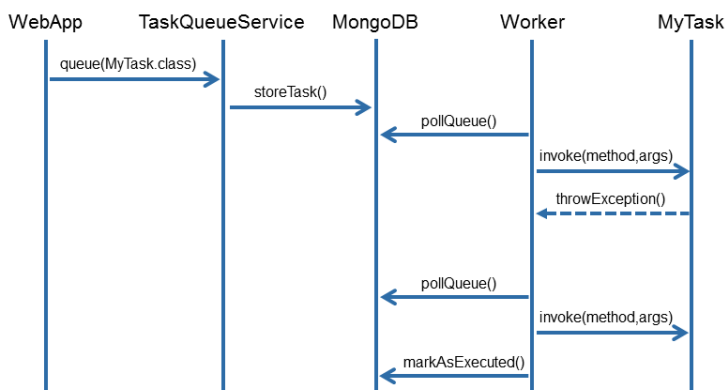 WebApp TaskQueueService MongoDB Worker MyTask
queue(MyTask.class)
storeTask()
pollQueue()
invoke(method,args)
throwException()
pollQueue()
invoke(method,args)
markAsExecuted()